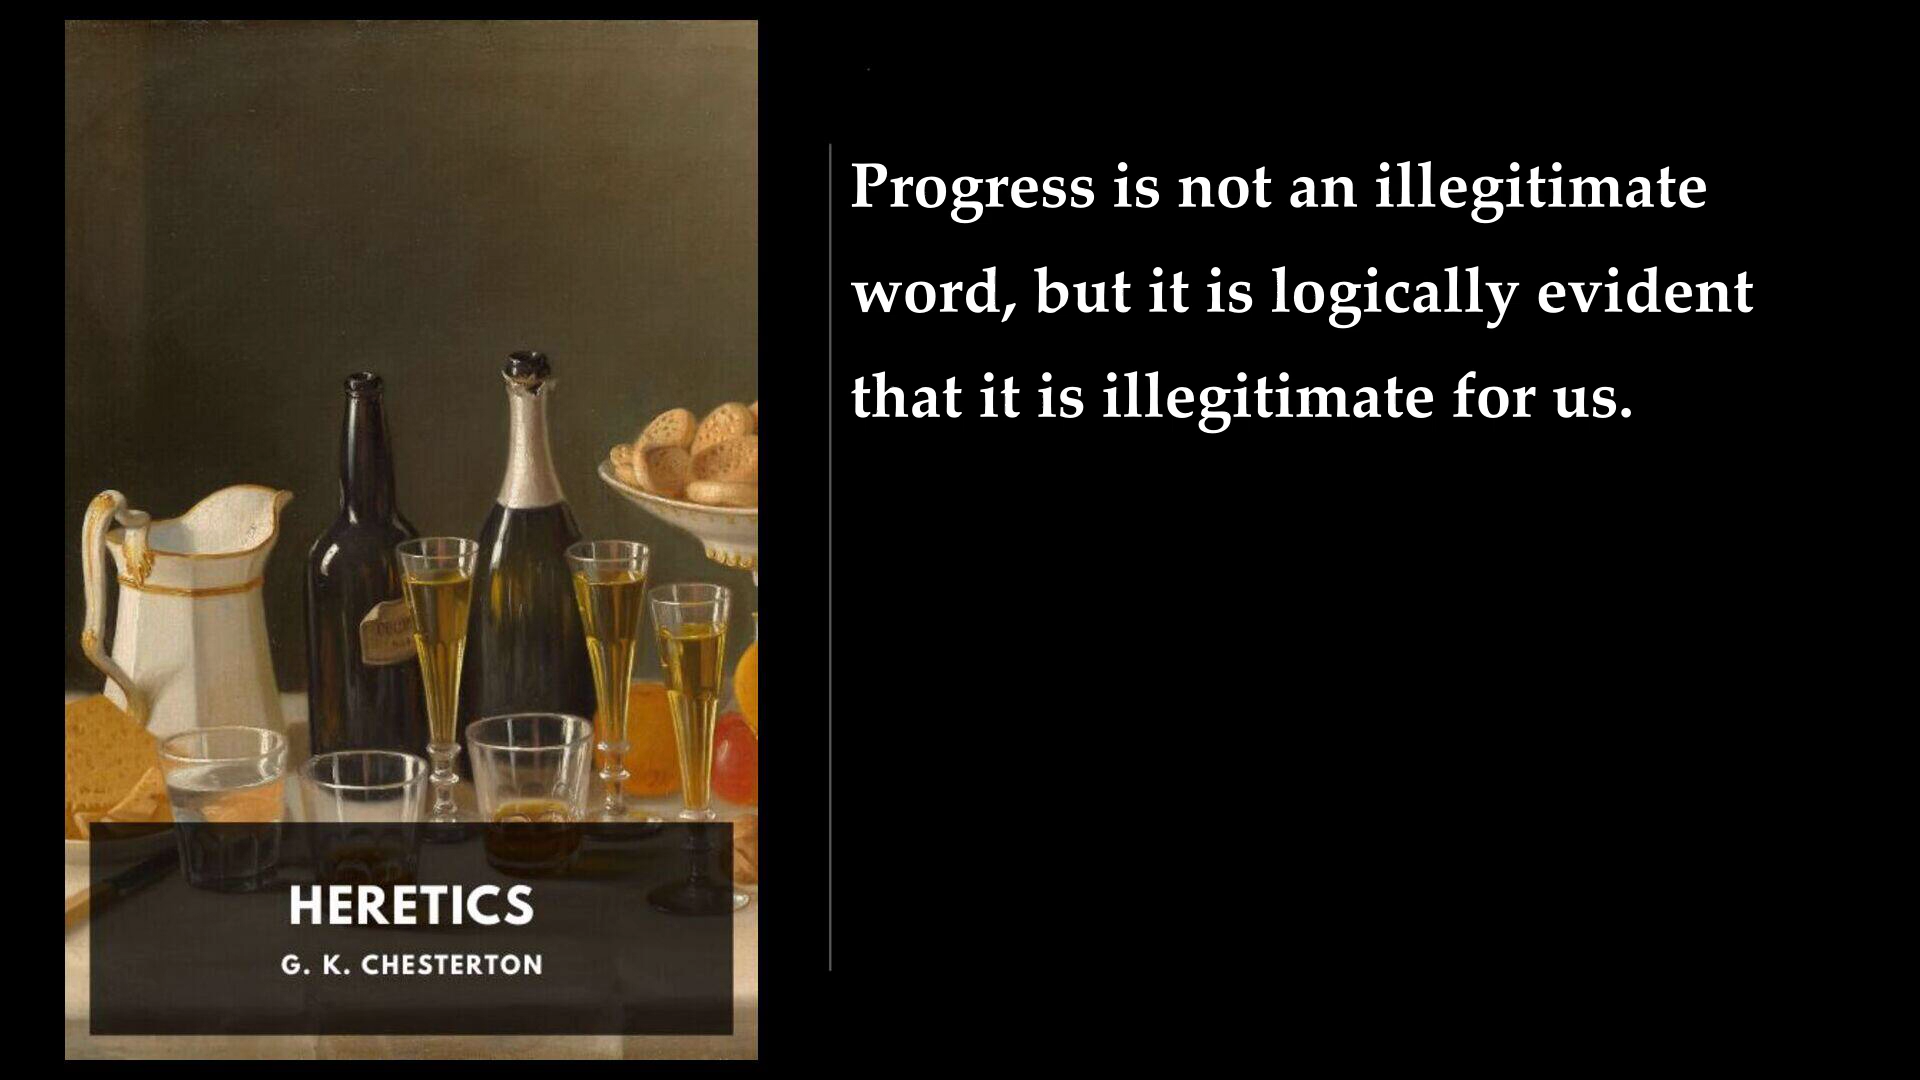 Progress is not an illegitimate
word, but it is logically evident
that it is illegitimate for us.
HERETICS
G. K. CHESTERTON